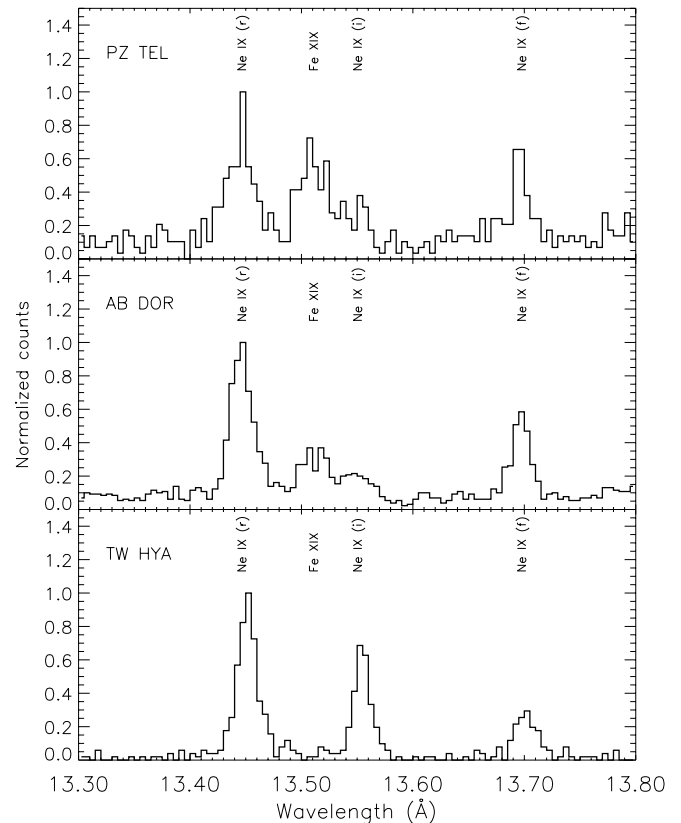 1.4
1.2
1.0
0.8
0.6
0.4
0.2
0.0
PZ TEL
Ne IX (r)
Fe XIX
Ne IX (i)
Ne IX (f)
Normalized counts
1.4
1.2
1.0
0.8
0.6
0.4
0.2
0.0
AB DOR
Ne IX (r)
Fe XIX
Ne IX (i)
Ne IX (f)
1.4
1.2
1.0
0.8
0.6
0.4
0.2
0.0
TW HYA
Ne IX (r)
Fe XIX
Ne IX (i)
Ne IX (f)
13.30 13.40 13.50 13.60 13.70 13.80
Wavelength (Å)